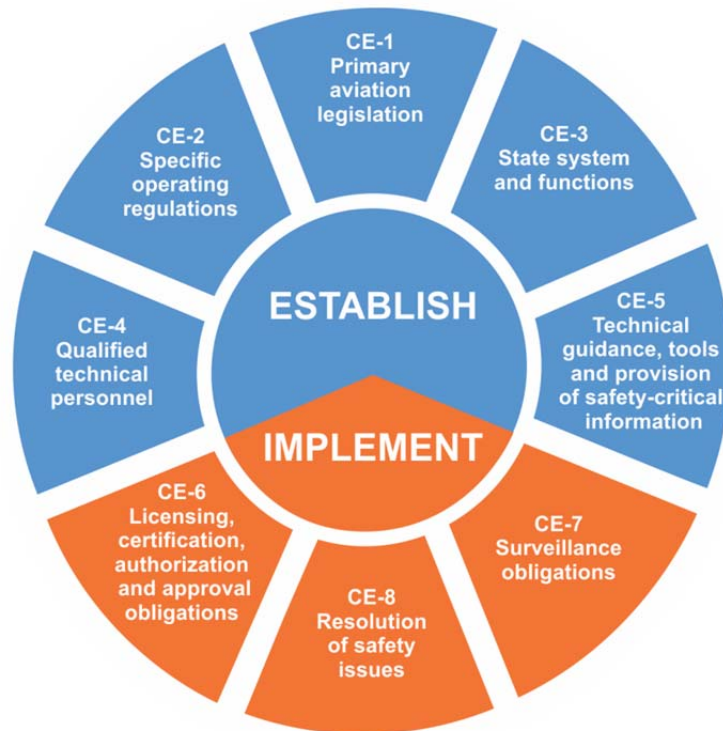 CE-1
Primary
aviation
legislation
CE-2
Specific
operating
regulations
CE-3
State system
and functions
CE-4
Qualified
technical
personnel
ESTABLISH
CE-5
Technical
guidance, tools
and provision
of safety-critical
information
IMPLEMENT
CE-6
Licensing,
certification,
authorization
and approval
obligations
CE-7
Surveillance
obligations
CE-8
Resolution
of safety
issues